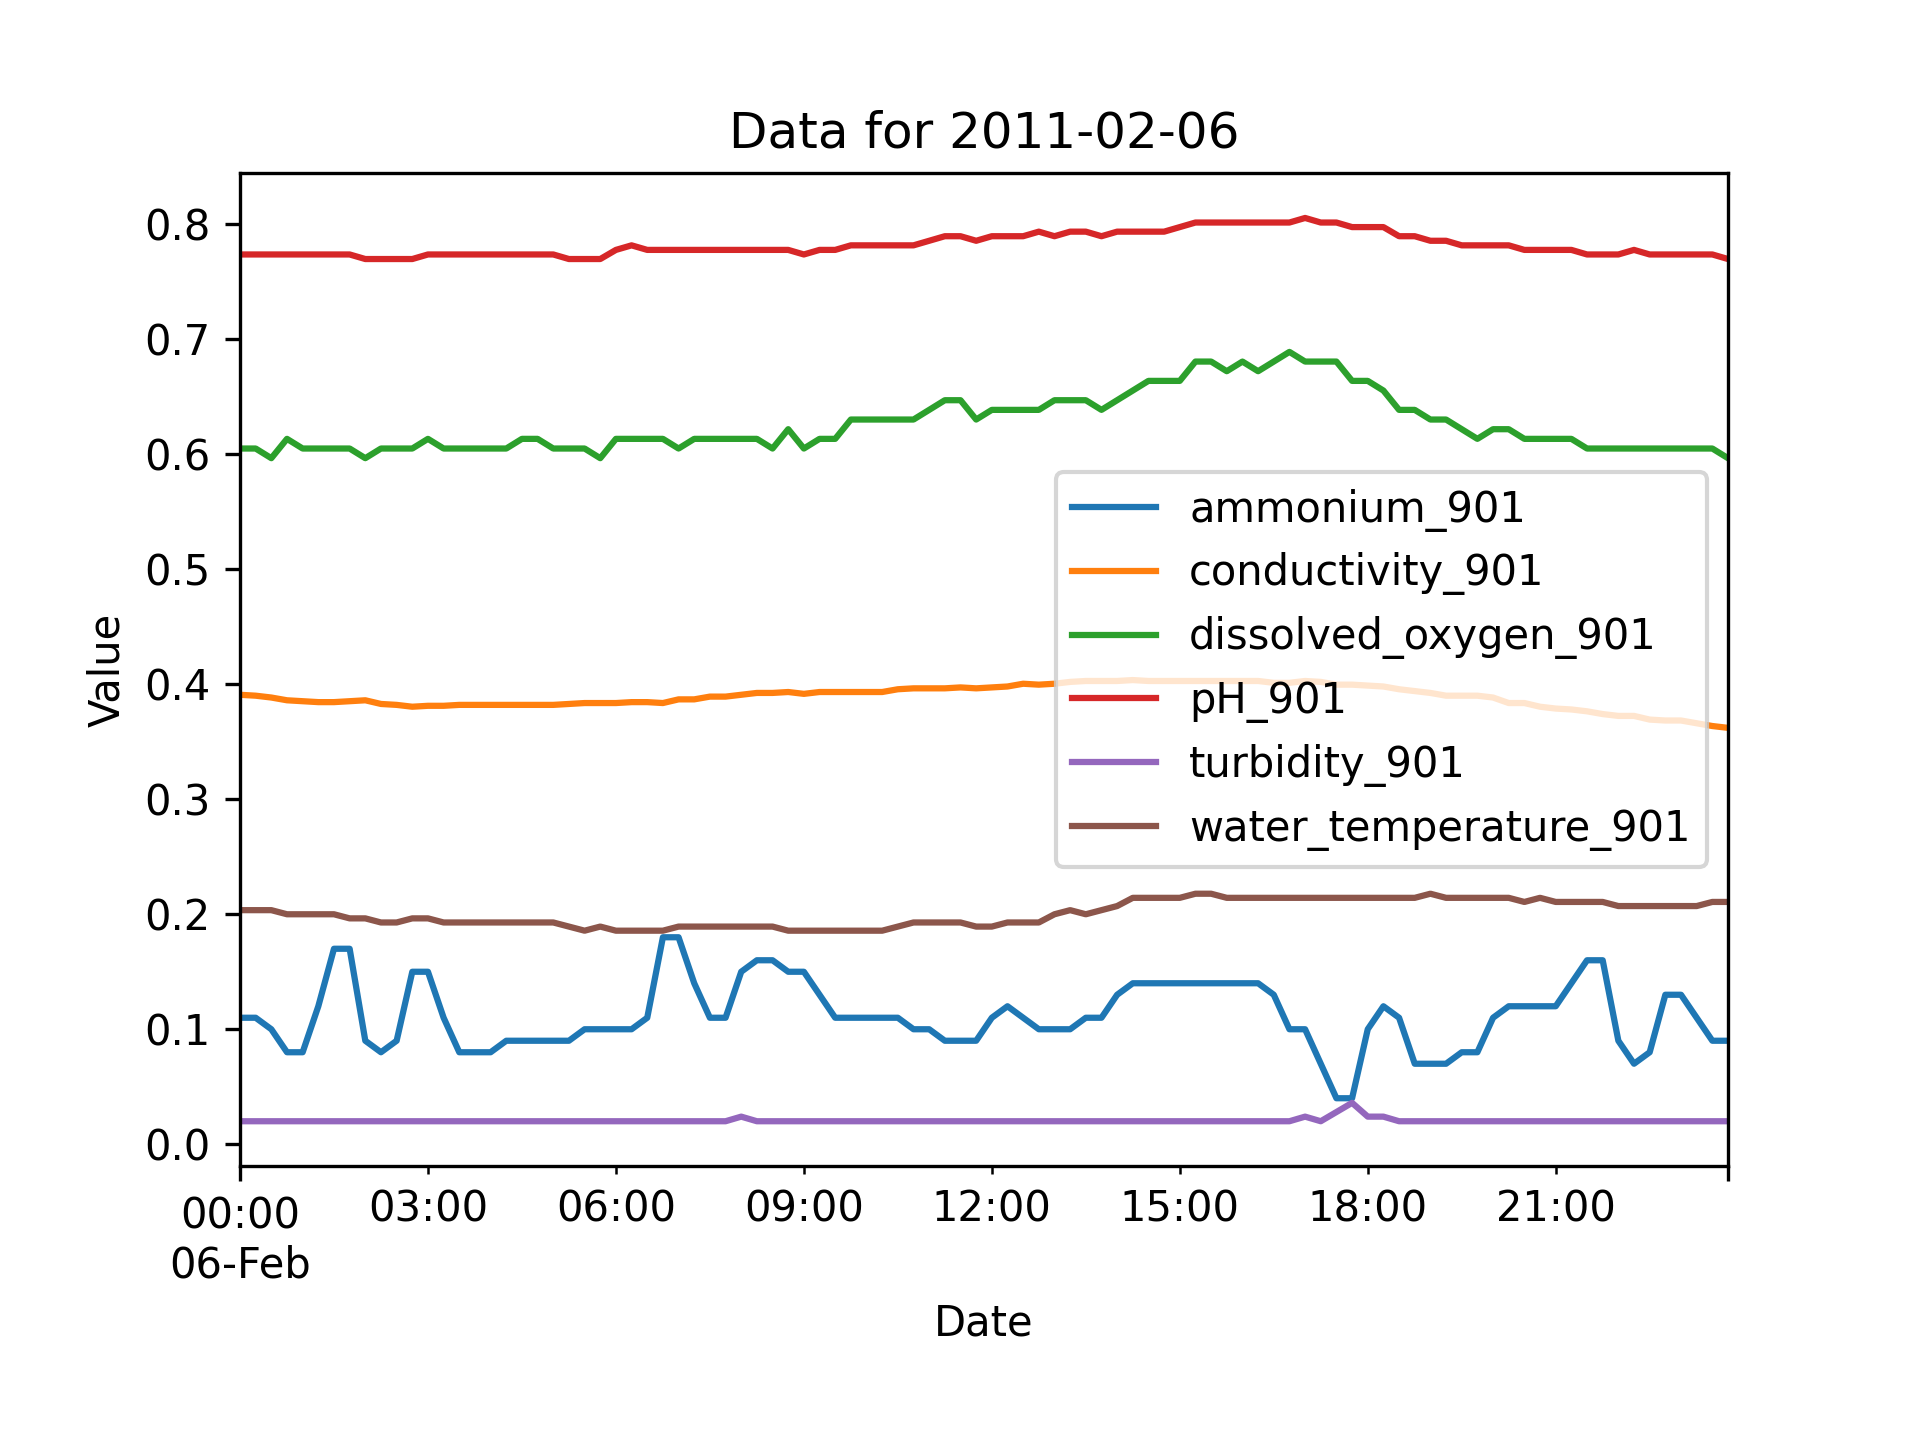 Data for 2011-02-06
Value
0.8
0.7
0.6
0.5
0.4
0.3
0.2
0.1
0.0
ammonium_901
conductivity_901
dissolved_oxygen_901
pH_901
turbidity_901
water_temperature_901
00:00 03:00 06:00 09:00 12:00 15:00 18:00 21:00
06-Feb
Date